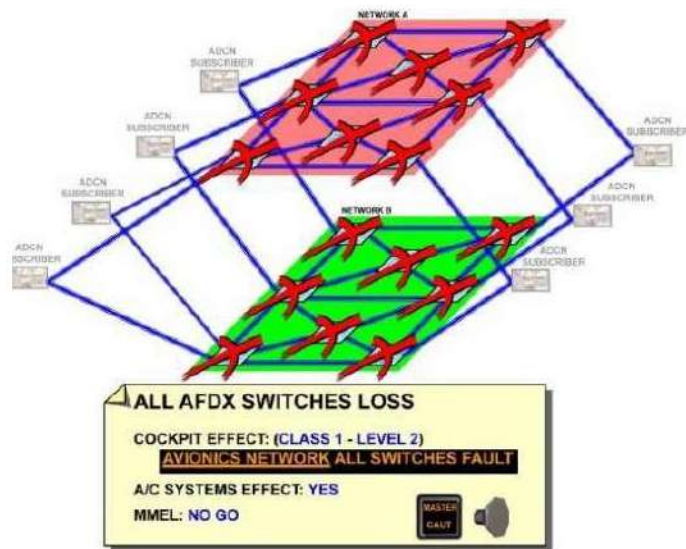 NETWORK A
ADCN
SUBSCRIBER
ADCN
SUBSCRIBER
ADCN
SUBSCRIBER
ADCN
SUBSCRIBER
ADCN
SUBSCRIBER
ADCN
SBSCRIBER
NETWORK B
ADCN
SUBSCRIBER
ALL AFDX SWITCHES LOSS
COCKPIT EFFECT: (CLASS 1 - LEVEL 2)
AVIONICS NETWORK ALL SWITCHES FAULT
A/C SYSTEMS EFFECT: YES
MMEL: NO GO
MASTER
CAUT